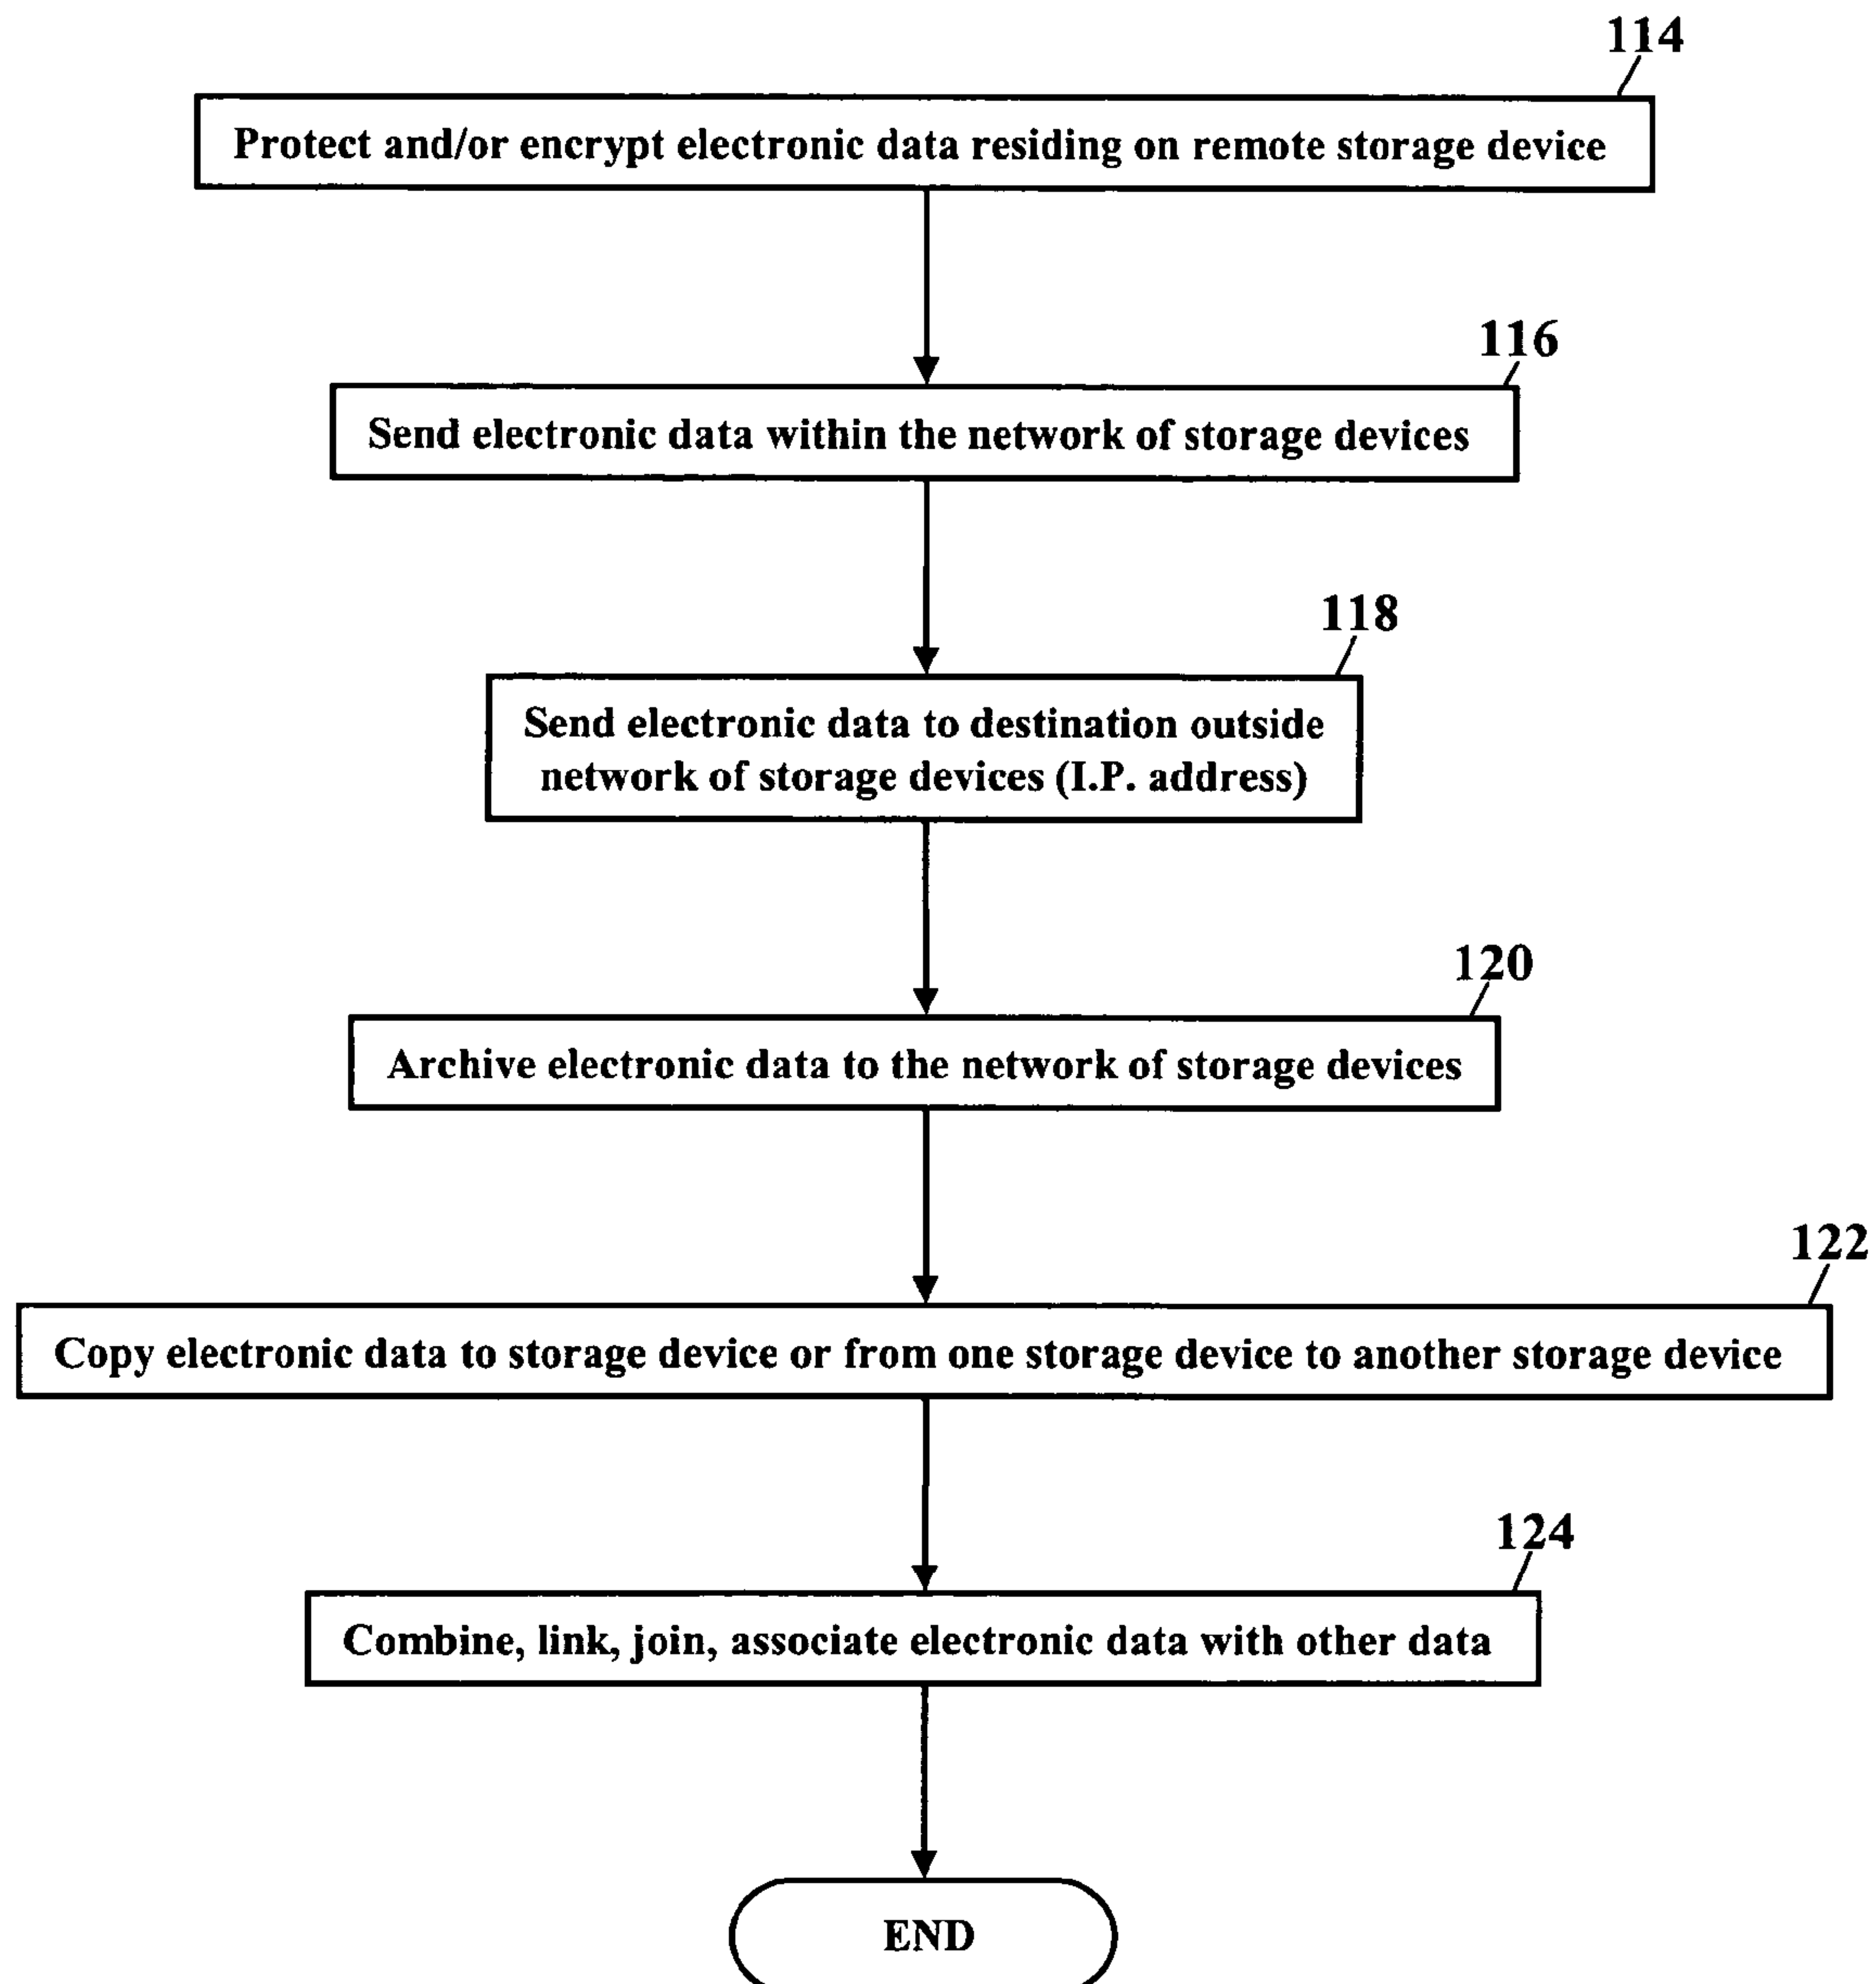 114
Protect and/or encrypt electronic data residing on remote storage device
116
Send electronic data within the network of storage devices
118
Send electronic data to destination outside
network of storage devices (I.P. address)
120
Archive electronic data to the network of storage devices
122
Copy electronic data to storage device or from one storage device to another storage device
124
Combine, link, join, associate electronic data with other data
END